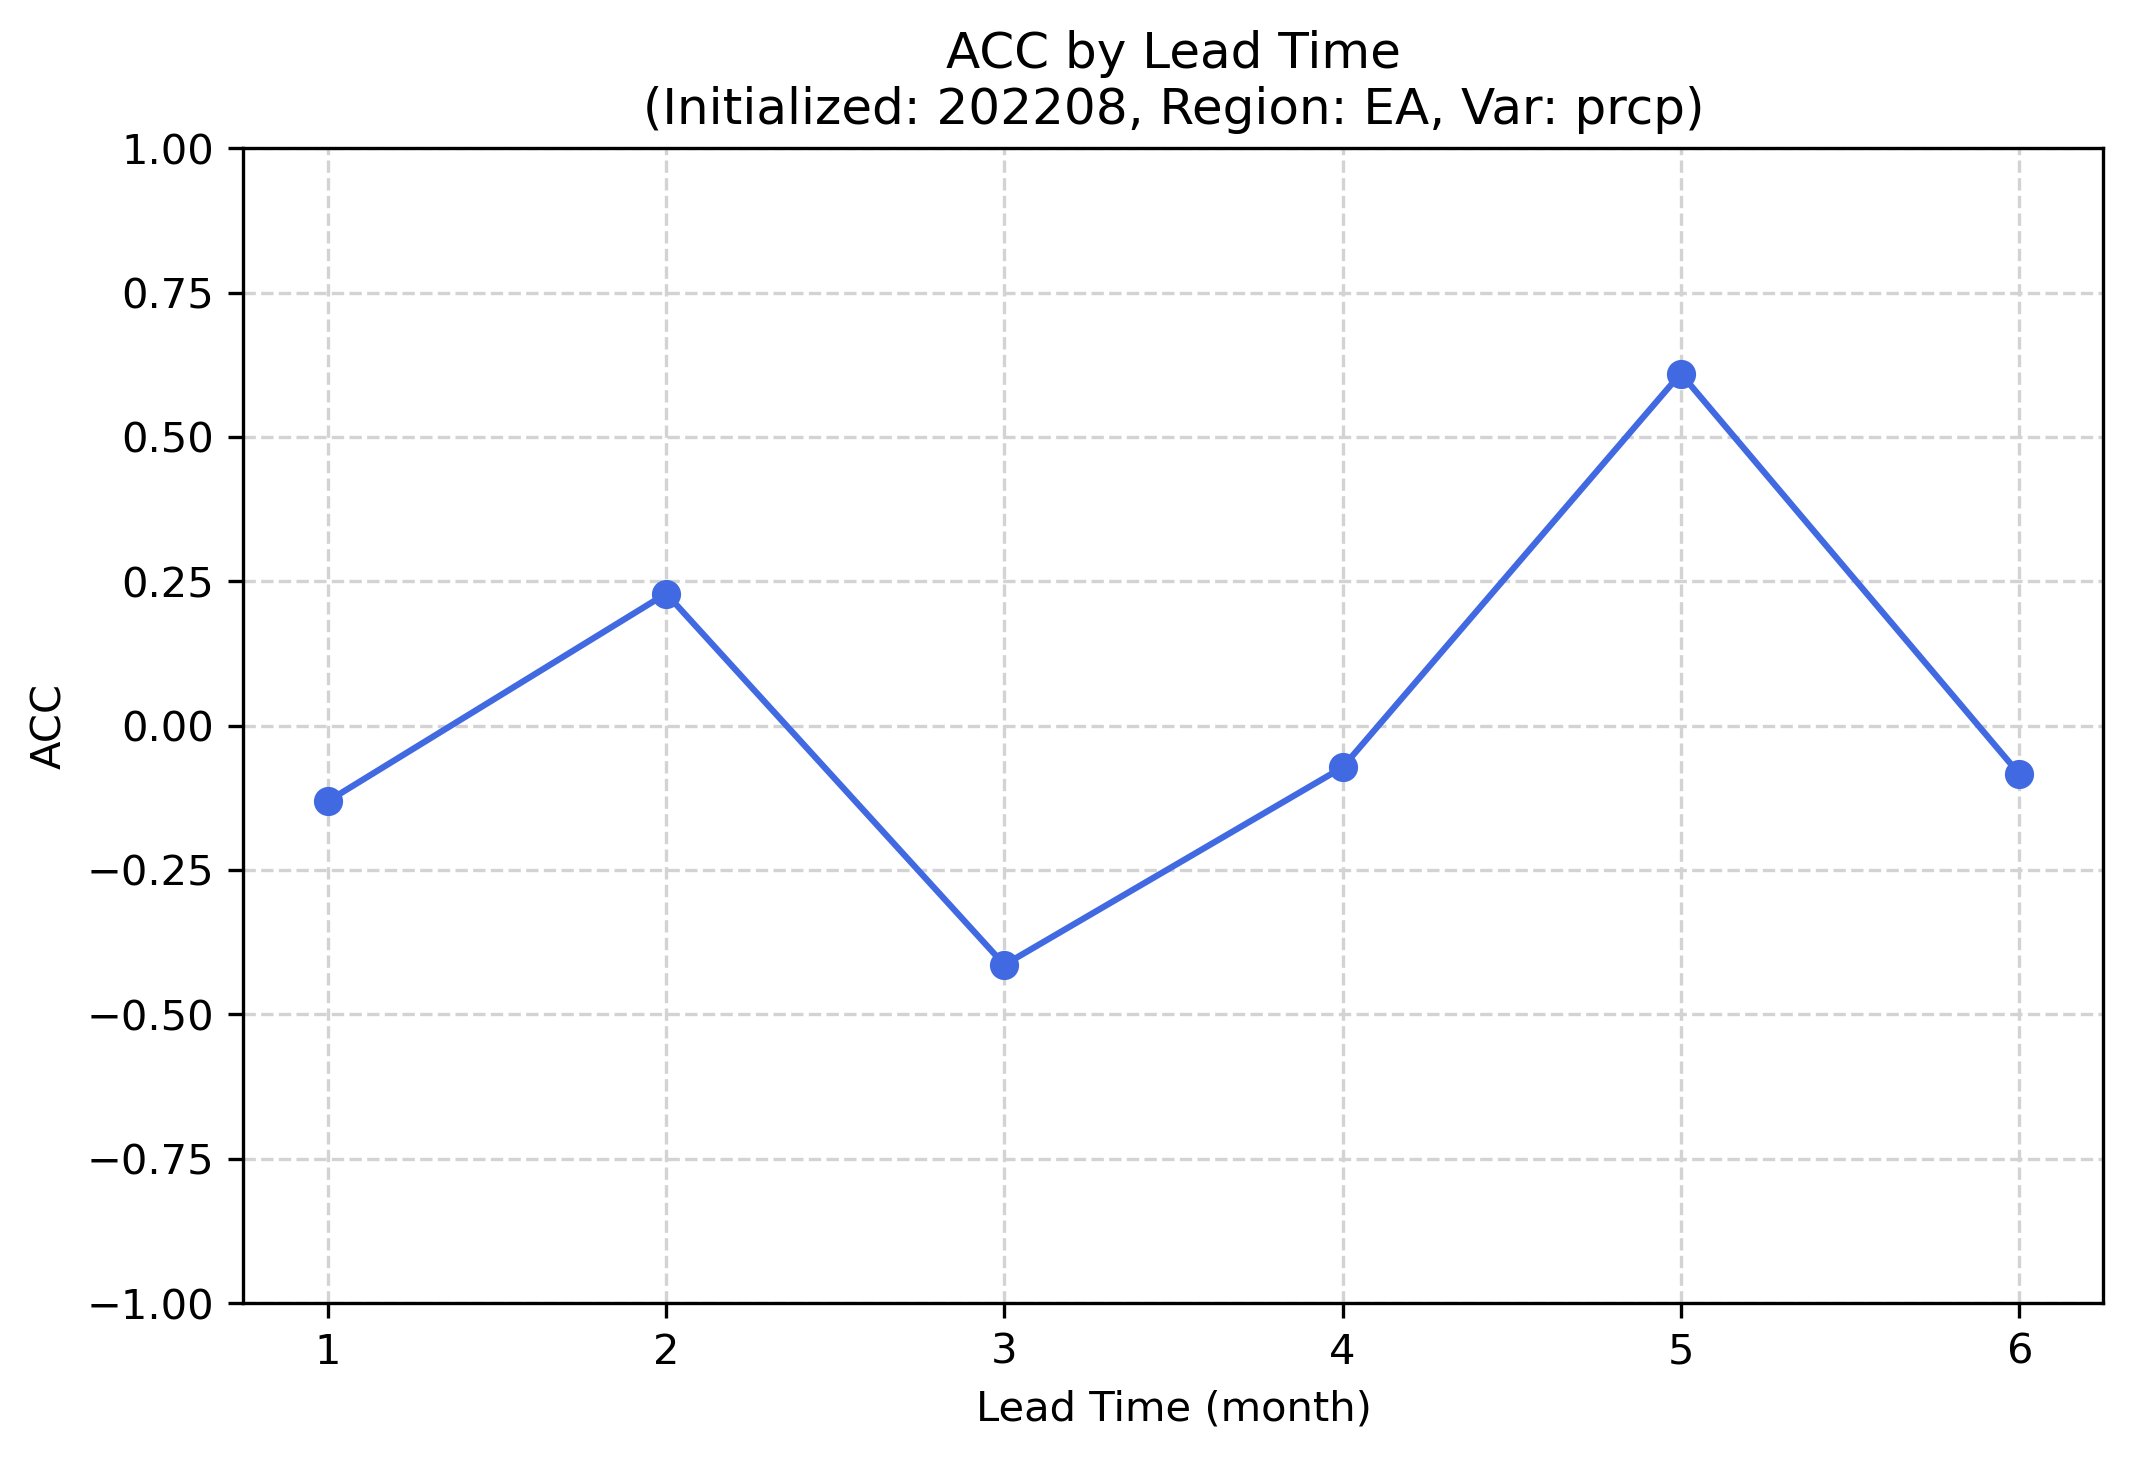 ACC by Lead Time
(Initialized: 202208, Region: EA, Var: prcp)
1.00
0.75
0.50
0.25
0.00
−0.25
−0.50
−0.75
−1.00
ACC
1 2 3 4 5 6
Lead Time (month)